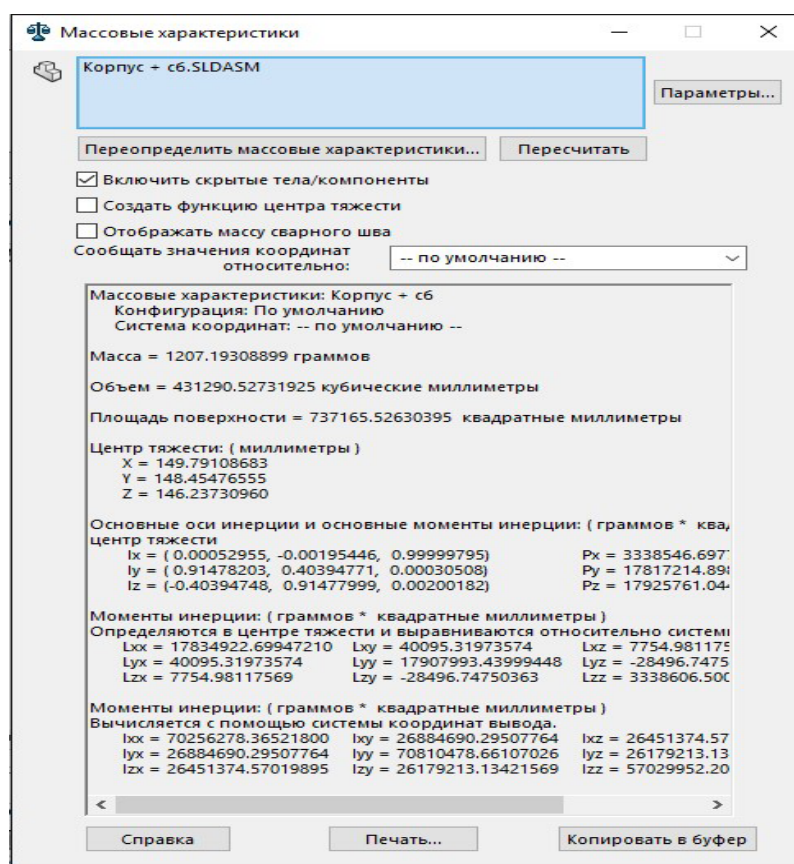 Массовые характеристики
Корпус + с6.SLDASM
Параметры...
Переопределить массовые характеристики... Пересчитать
Включить скрытые тела/компоненты
Создать функцию центра тяжести
Отображать массу сварного шва
Сообщать значения координат
относительно: -- по умолчанию --
Массовые характеристики: Корпус + с6
Конфигурация: По умолчанию
Система координат: -- по умолчанию --
Масса = 1207.19308899 граммов
Объем = 431290.52731925 кубические миллиметры
Площадь поверхности = 737165.52630395 квадратные миллиметры
Центр тяжести: ( миллиметры )
X = 149.79108683
Y = 148.45476555
Z = 146.23730960
Основные оси инерции и основные моменты инерции: ( граммов * ква
центр тяжести
Ix = ( 0.00052955, -0.00195446, 0.99999795) Px = 3338546.697
Iy = ( 0.91478203, 0.40394771, 0.00030508) Py = 17817214.89
Iz = (-0.40394748, 0.91477999, 0.00200182) Pz = 17925761.04
Моменты инерции: ( граммов * квадратные миллиметры )
Определяются в центре тяжести и выравниваются относительно систем
Lxx = 17834922.69947210 Lxy = 40095.31973574 Lxz = 7754.981175
Lyx = 40095.31973574 Lyy = 17907993.43999448 Lyz = -28496.7475
Lzx = 7754.98117569 Lzy = -28496.74750363 Lzz = 3338606.500
Моменты инерции: ( граммов * квадратные миллиметры )
Вычисляется с помощью системы координат вывода.
Ixx = 70256278.36521800 Ixy = 26884690.29507764 Ixz = 26451374.57
Iyx = 26884690.29507764 Iyy = 70810478.66107026 Iyz = 26179213.13
Izx = 26451374.57019895 Izy = 26179213.13421569 Izz = 57029952.20
Справка Печать... Копировать в буфер